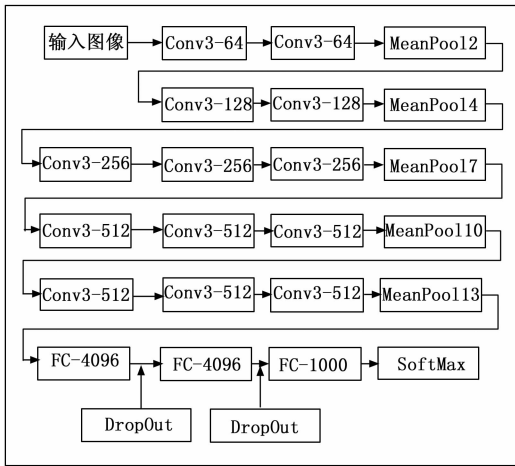 输入图像 Conv3-64 Conv3-64 MeanPool2
Conv3-128 Conv3-128 MeanPool4
Conv3-256 Conv3-256 Conv3-256 MeanPool7
Conv3-512 Conv3-512 Conv3-512 MeanPool10
Conv3-512 Conv3-512 Conv3-512 MeanPool13
FC-4096 FC-4096 FC-1000 SoftMax
DropOut DropOut